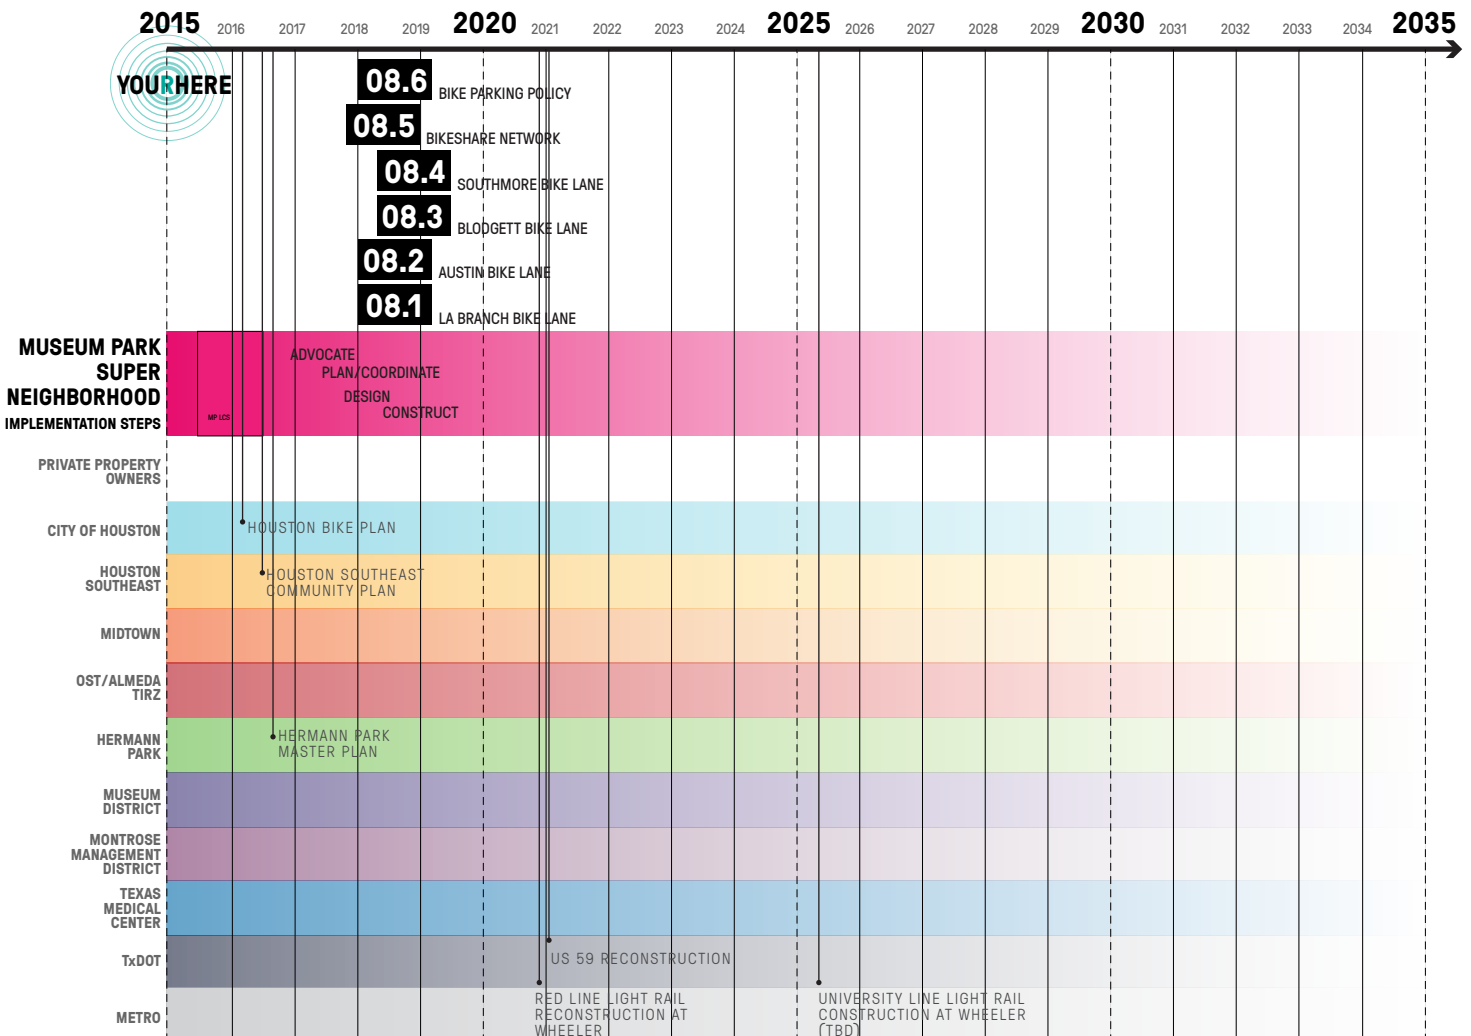 2015 2016 2017 2018 2019 2020 2021 2022 2023 2024 2025 2026 2027 2028 2029 2030 2031 2032 2033 2034 2035
YOURHERE
08.6 BIKE PARKING POLICY
08.5 BIKESHARE NETWORK
08.4 SOUTHMORE BIKE LANE
08.3 BLODGETT BIKE LANE
08.2 AUSTIN BIKE LANE
08.1 LA BRANCH BIKE LANE
MUSEUM PARK
SUPER
NEIGHBORHOOD
IMPLEMENTATION STEPS
ADVOCATE
PLAN/COORDINATE
DESIGN
CONSTRUCT
MP LCS
PRIVATE PROPERTY
OWNERS
CITY OF HOUSTON
HOUSTON BIKE PLAN
HOUSTON
SOUTHEAST
HOUSTON SOUTHEAST
COMMUNITY PLAN
MIDTOWN
OST/ALMEDA
TIRZ
HERMANN
PARK
HERMANN PARK
MASTER PLAN
MUSEUM
DISTRICT
MONTROSE
MANAGEMENT
DISTRICT
TEXAS
MEDICAL
CENTER
TxDOT
US 59 RECONSTRUCTION
METRO
RED LINE LIGHT RAIL
RECONSTRUCTION AT
WHEELER
UNIVERSITY LINE LIGHT RAIL
CONSTRUCTION AT WHEELER
(TBD)